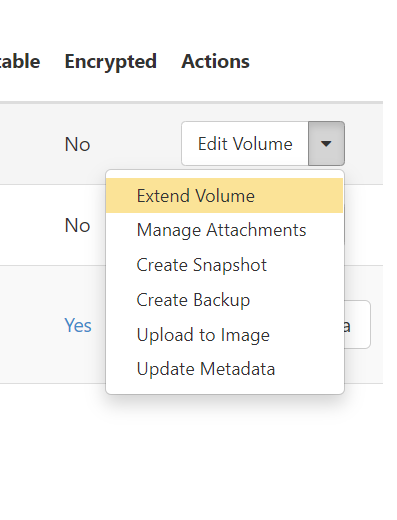 Encrypted Actions
No Edit Volume
Extend Volume
No
Manage Attachments
Create Snapshot
Create Backup
Yes
Upload to Image
Update Metadata